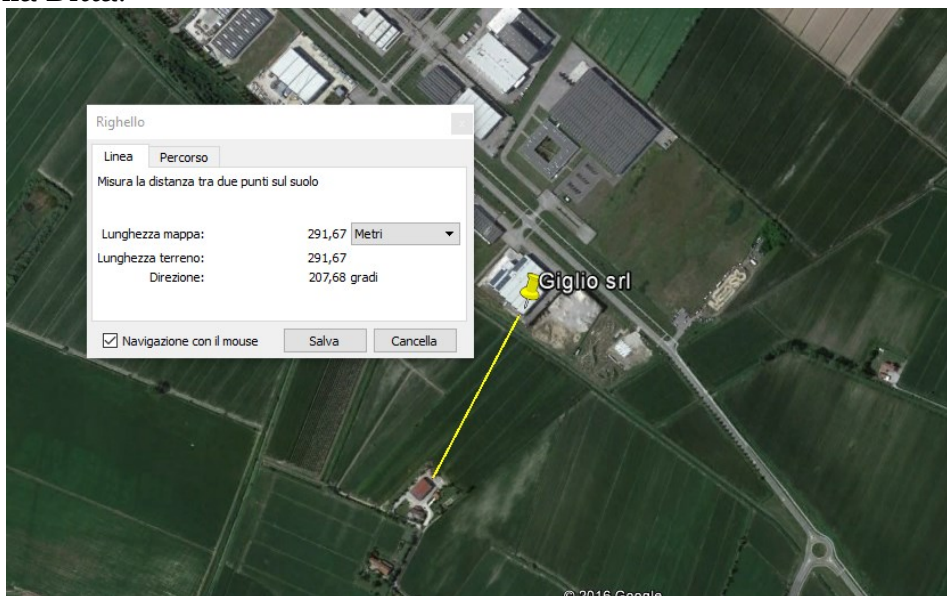 Righello
Linea Percorso
Misura la distanza tra due punti sul suolo
Lunghezza mappa: 291,67 Metri
Lunghezza terreno: 291,67
Direzione: 207,68 gradi
Navigazione con il mouse Salva Cancella
Giglio srl
© 2016 Google